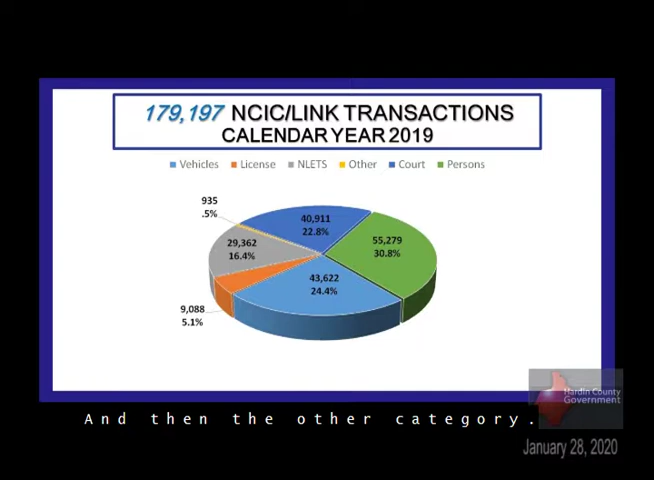 179,197 NCIC/LINK TRANSACTIONS
CALENDAR YEAR 2019
Vehicles License NLETS Other Court Persons
935
.5%
40,911
22.8%
55,279
30.8%
29,362
16.4%
43,622
24.4%
9,088
5.1%
Hardin County
Government
And then the other category.
January 28, 2020